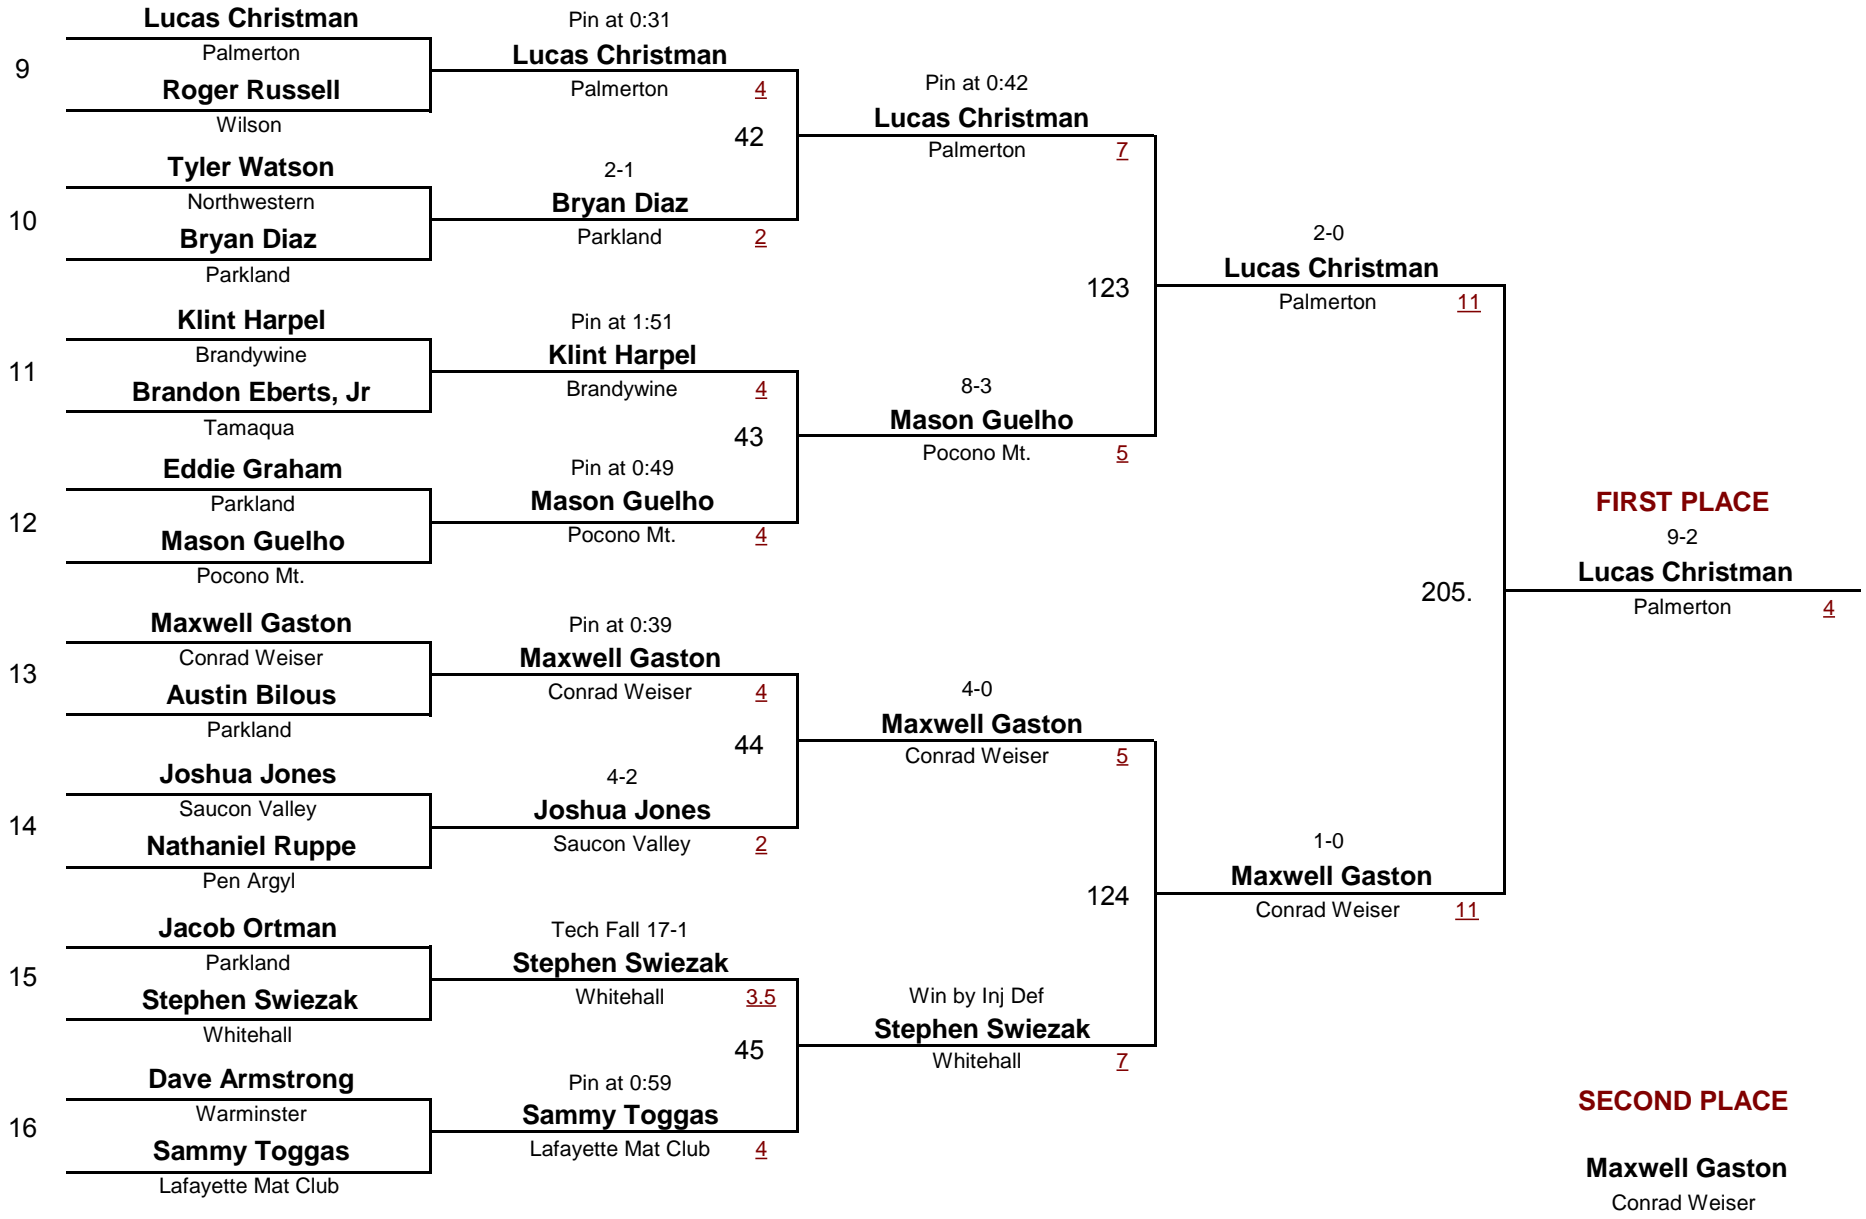 Lucas Christman
Palmerton
9
Roger Russell
Wilson
Tyler Watson
Northwestern
10
Bryan Diaz
Parkland
Klint Harpel
Brandywine
11
Brandon Eberts, Jr
Tamaqua
Eddie Graham
Parkland
12
Mason Guelho
Pocono Mt.
Maxwell Gaston
Conrad Weiser
13
Austin Bilous
Parkland
Joshua Jones
Saucon Valley
14
Nathaniel Ruppe
Pen Argyl
Jacob Ortman
Parkland
15
Stephen Swiezak
Whitehall
Dave Armstrong
Warminster
16
Sammy Toggas
Lafayette Mat Club
Pin at 0:31
Lucas Christman
Palmerton 4
42
2-1
Bryan Diaz
Parkland 2
Pin at 1:51
Klint Harpel
Brandywine 4
43
Pin at 0:49
Mason Guelho
Pocono Mt. 4
Pin at 0:39
Maxwell Gaston
Conrad Weiser 4
44
4-2
Joshua Jones
Saucon Valley 2
Tech Fall 17-1
Stephen Swiezak
Whitehall 3.5
45
Pin at 0:59
Sammy Toggas
Lafayette Mat Club 4
Pin at 0:42
Lucas Christman
Palmerton 7
123
8-3
Mason Guelho
Pocono Mt. 5
4-0
Maxwell Gaston
Conrad Weiser 5
124
Win by Inj Def
Stephen Swiezak
Whitehall 7
2-0
Lucas Christman
Palmerton 11
205.
1-0
Maxwell Gaston
Conrad Weiser 11
FIRST PLACE
9-2
Lucas Christman
Palmerton 4
SECOND PLACE
Maxwell Gaston
Conrad Weiser